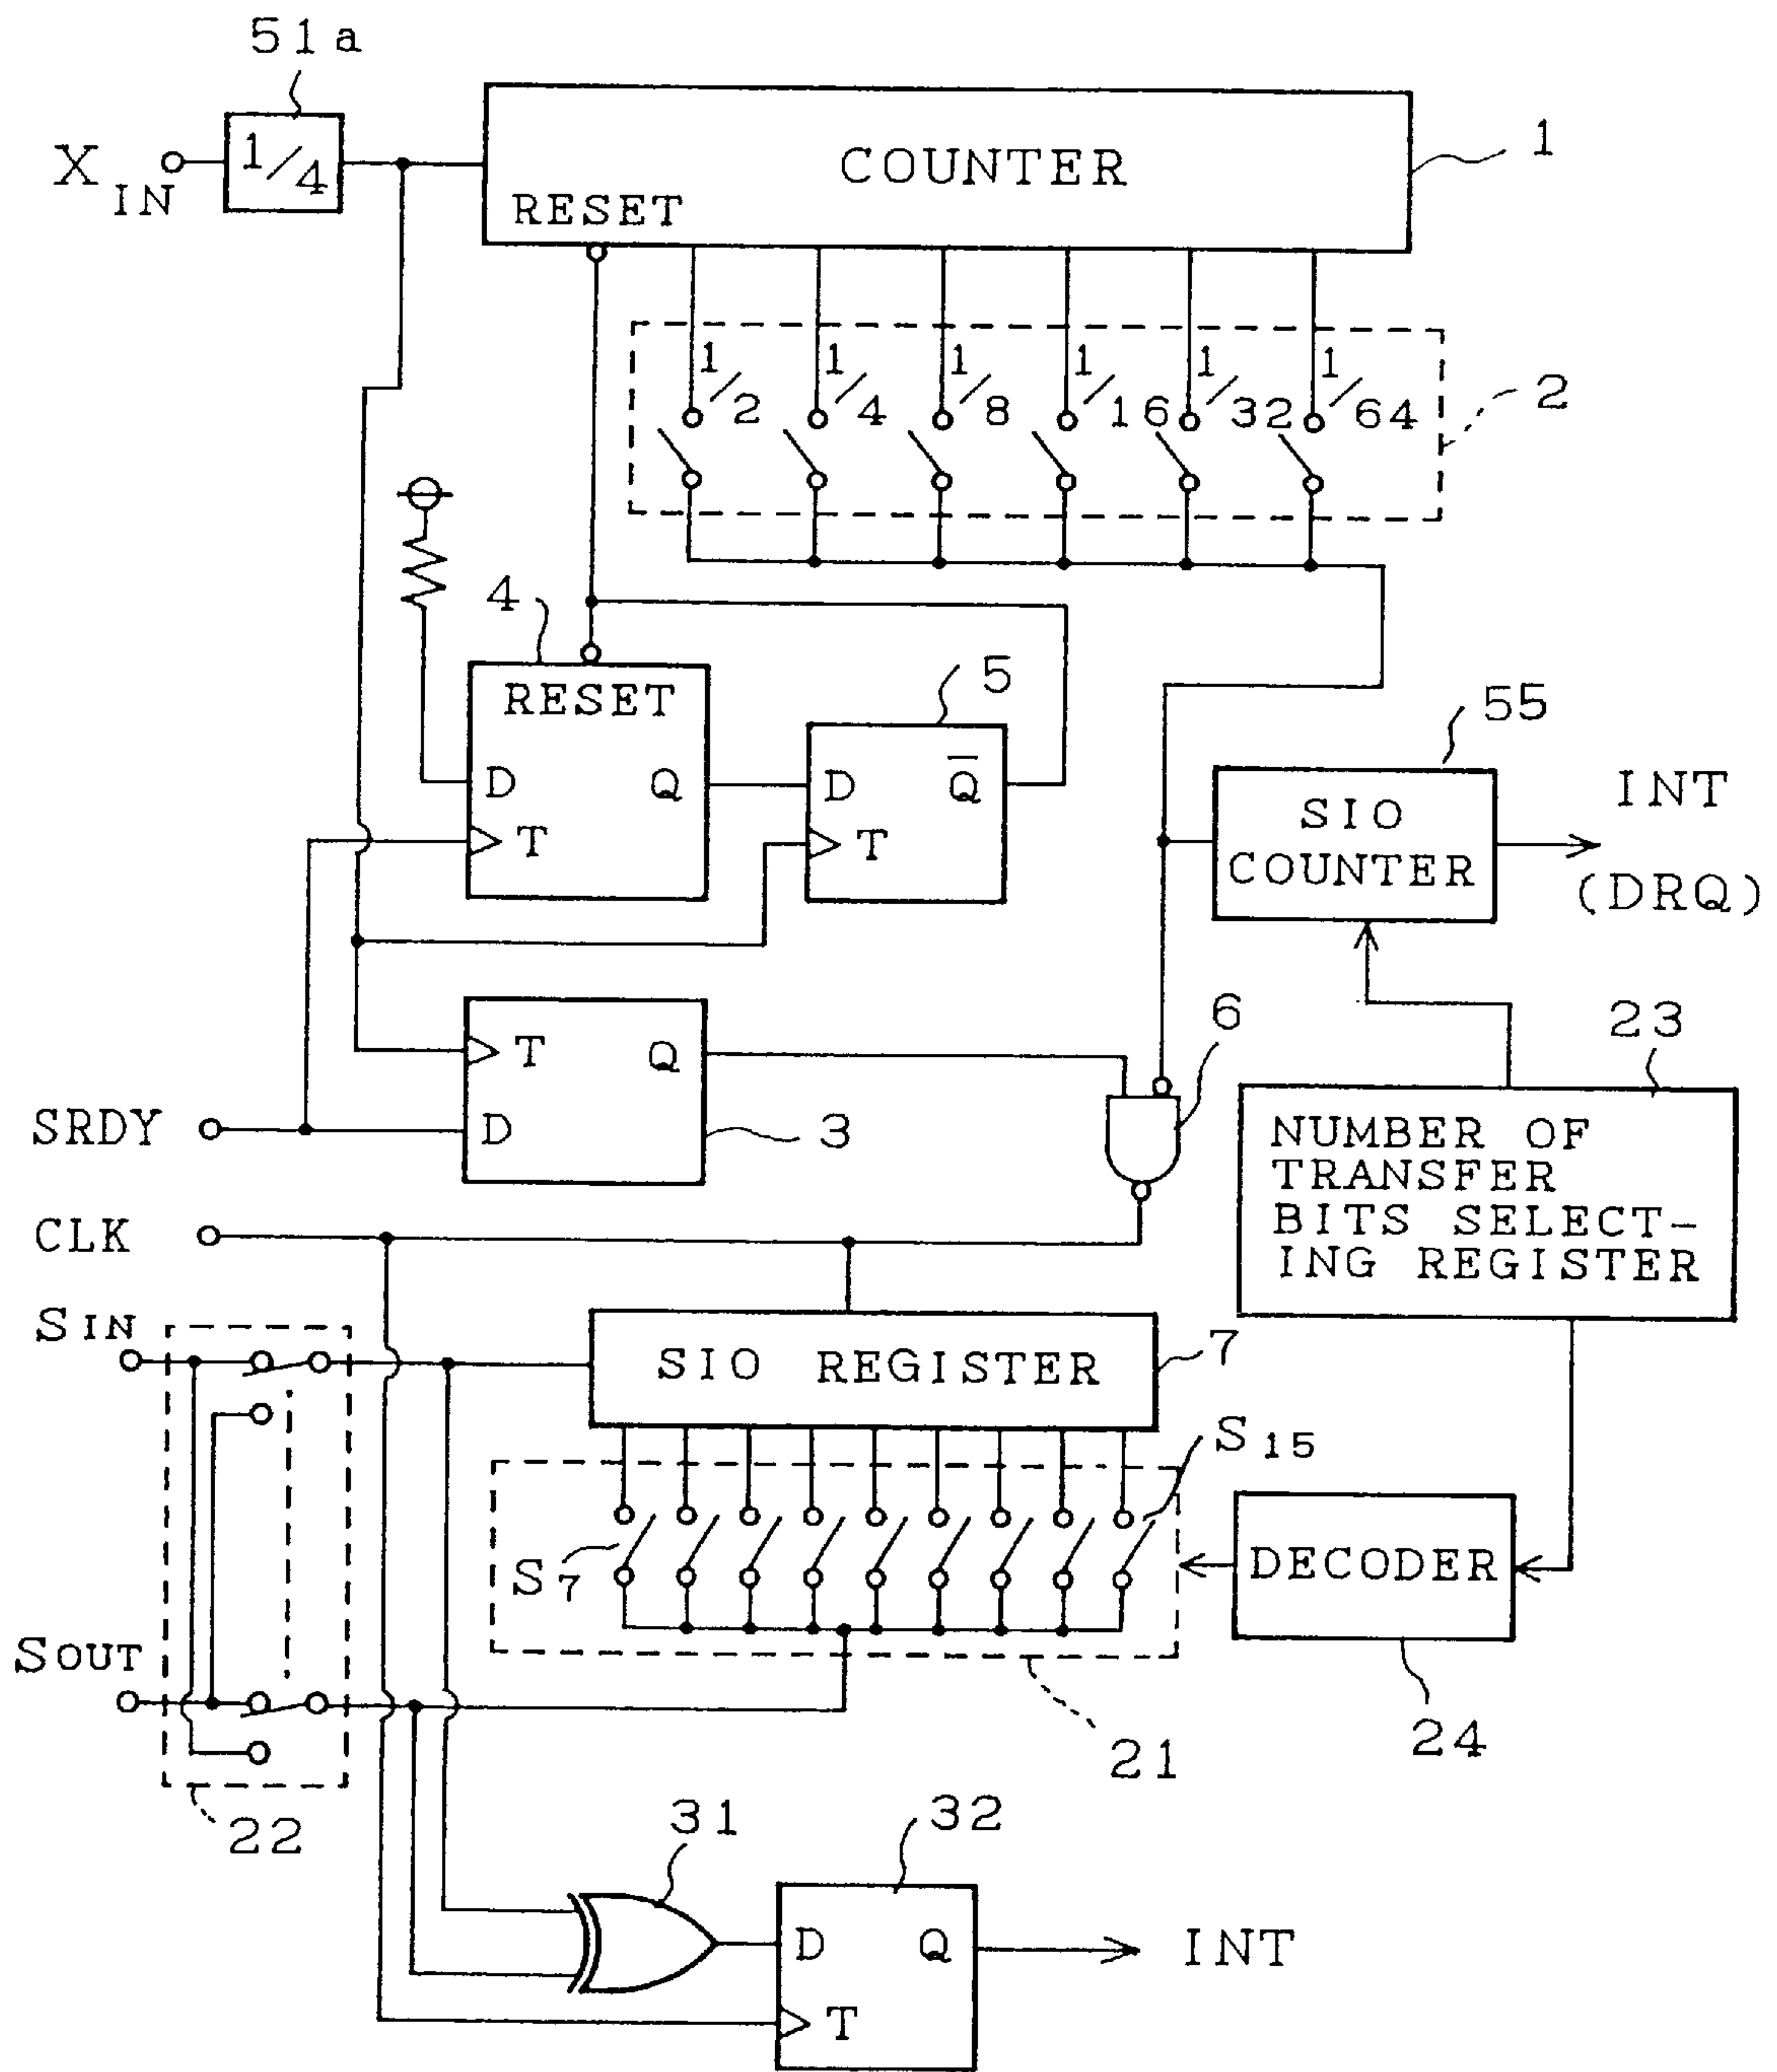 51a
X IN
1/4
COUNTER
RESET
1
1/2 1/4 1/8 1/16 1/32 1/64
2
4
RESET
D Q
T
5
D Q̅
T
55
SIO
COUNTER
INT
(DRQ)
T Q
D
3
6
23
NUMBER OF
TRANSFER
BITS SELECT-
ING REGISTER
SRDY
CLK
SIN
SIO REGISTER
7
S7
S15
DECODER
24
21
SOUT
22
31
32
D Q
T
INT